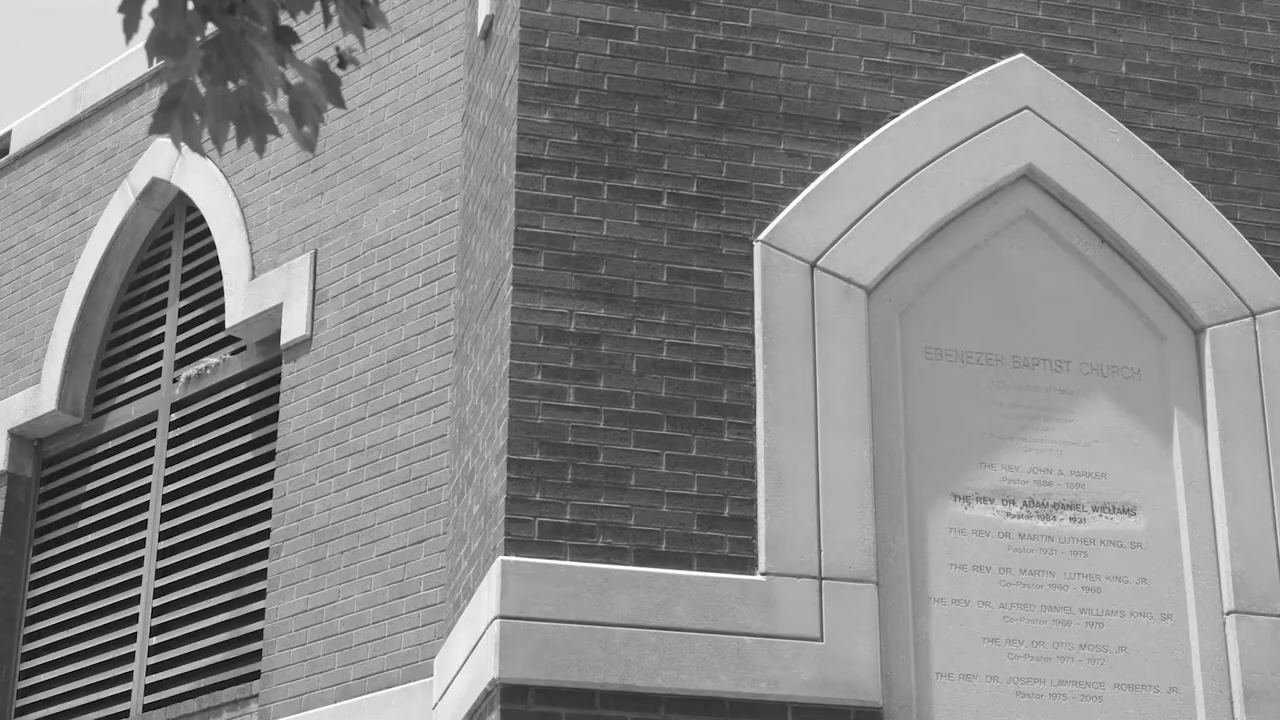 EBENEZER BAPTIST CHURCH
THE REV. JOHN A. PARKER
Pastor 1886 - 1894
THE REV. DR. ADAM DANIEL WILLIAMS
Pastor 1984 - 1931
THE REV. DR. MARTIN LUTHER KING, SR.
Pastor 1931 - 1975
THE REV. DR. MARTIN LUTHER KING, JR.
Co-Pastor 1960 - 1968
THE REV. DR. ALFRED DANIEL WILLIAMS KING, SR.
Co-Pastor 1969 - 1970
THE REV. DR. OTIS MOSS, JR.
Co-Pastor 1971 - 1972
THE REV. DR. JOSEPH LAWRENCE ROBERTS, JR.
Pastor 1975 - 2005